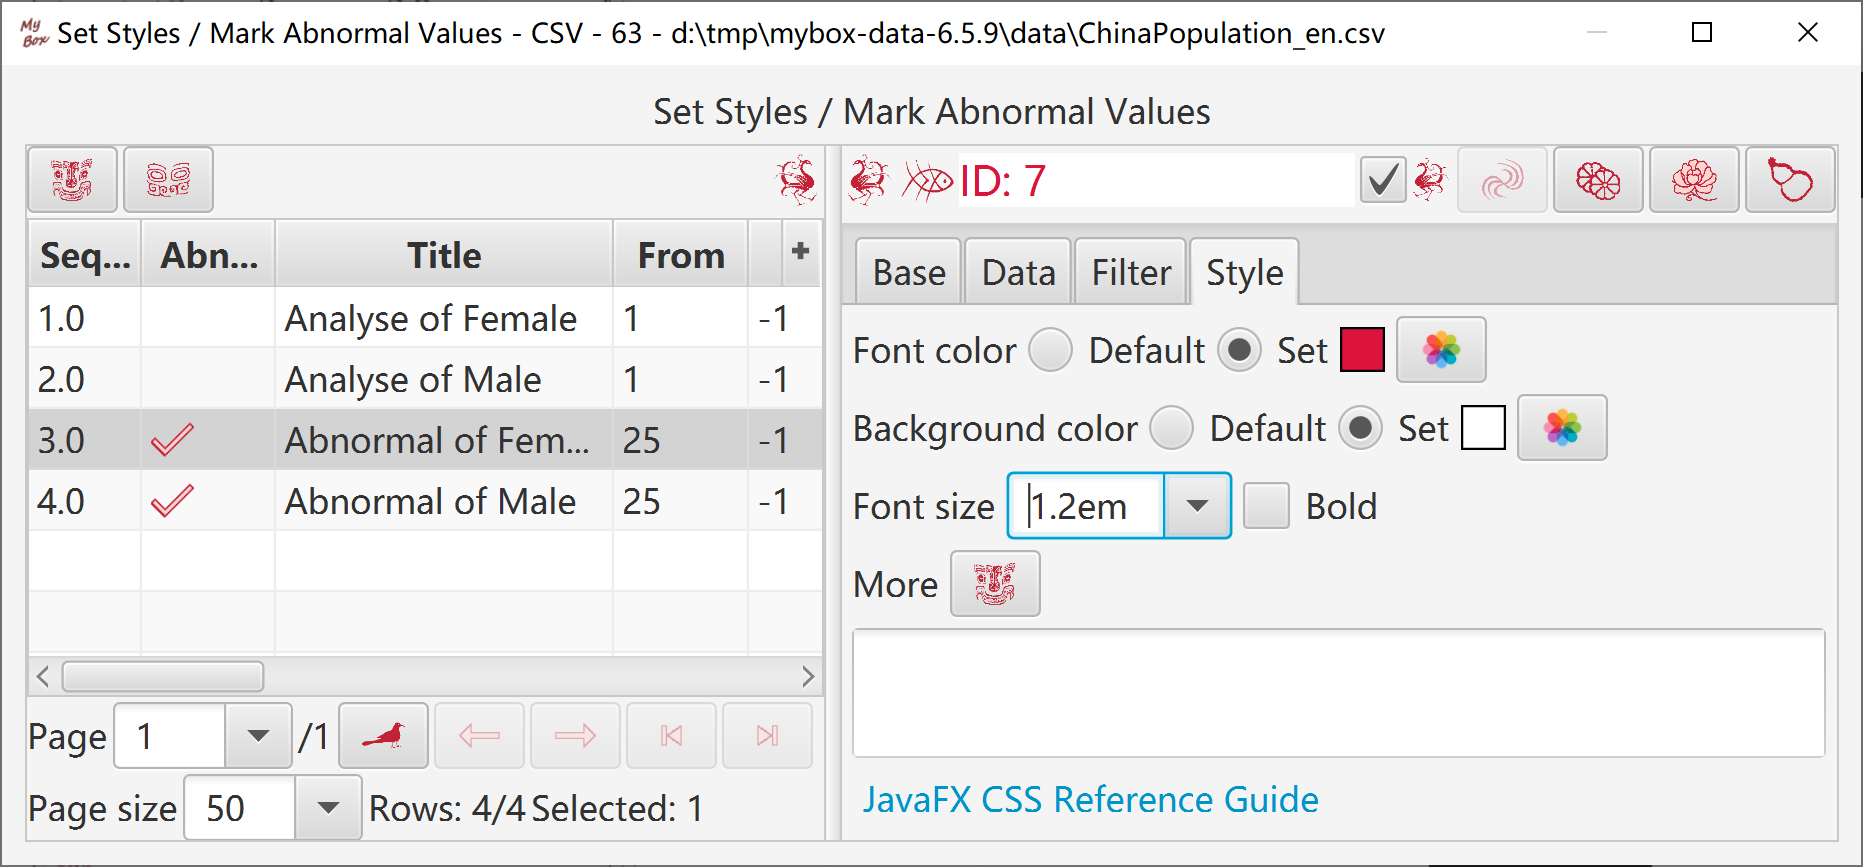 My Box Set Styles / Mark Abnormal Values - CSV - 63 - d:\tmp\mybox-data-6.5.9\data\ChinaPopulation_en.csv
Set Styles / Mark Abnormal Values
ID: 7
Seq... Abn... Title From +
1.0 Analyse of Female 1 -1
2.0 Analyse of Male 1 -1
3.0 Abnormal of Fem... 25 -1
4.0 Abnormal of Male 25 -1
Page 1 /1
Page size 50 Rows: 4/4 Selected: 1
Base Data Filter Style
Font color Default Set
Background color Default Set
Font size 1.2em Bold
More
JavaFX CSS Reference Guide